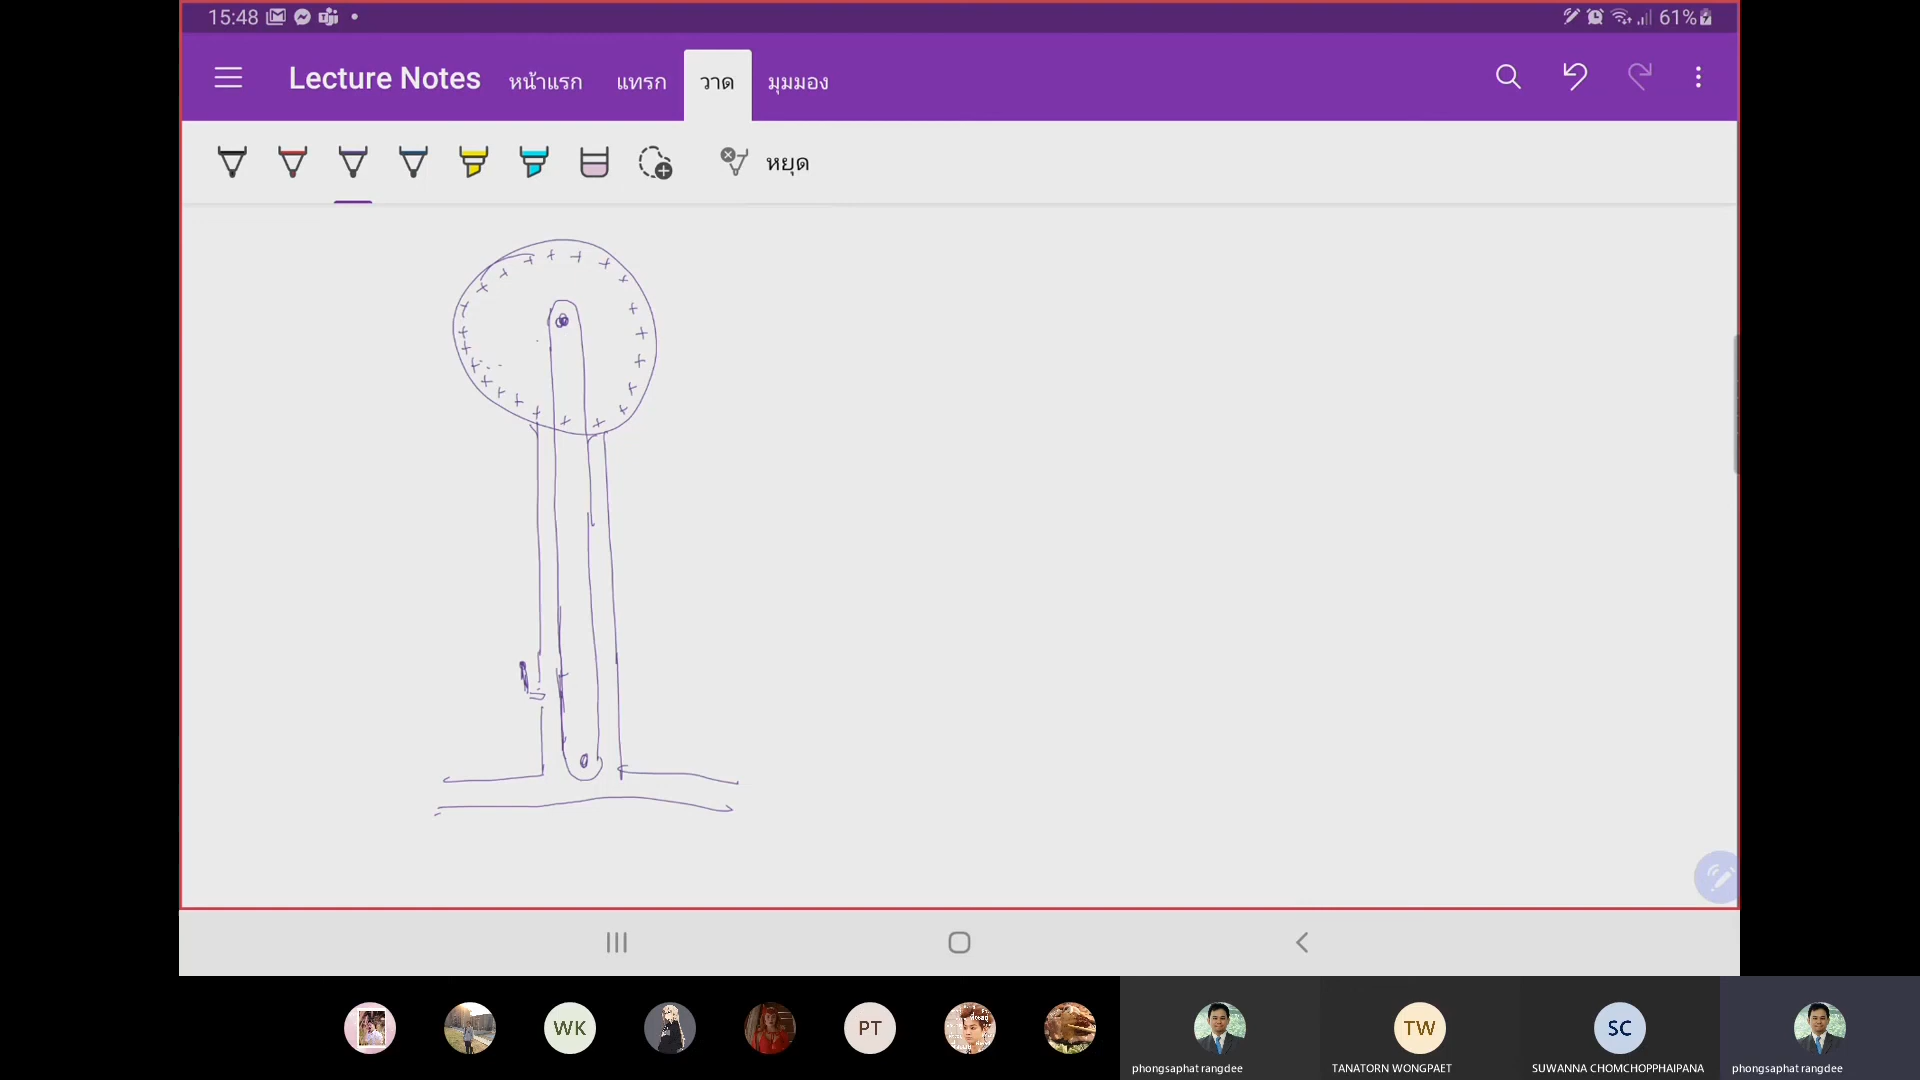 15:48 61%
Lecture Notes หน้าแรก แทรก วาด มุมมอง
หยุด
+ + + + + + + + + + + + + + + + + + + + + + +
WK PT TW SC
phongsaphat rangdee TANATORN WONGPAET SUWANNA CHOMCHOPPHAIPANA phongsaphat rangdee